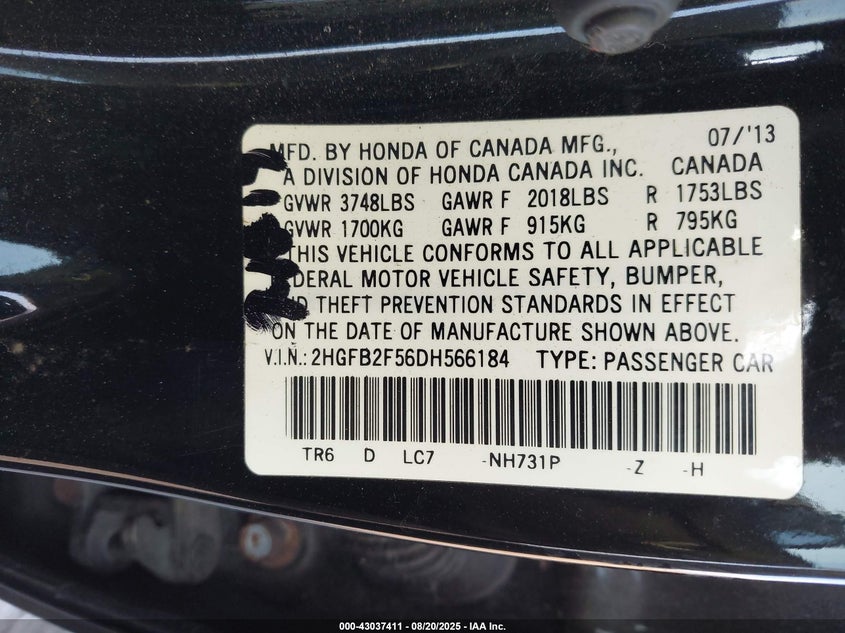 MFD. BY HONDA OF CANADA MFG., 07/'13
A DIVISION OF HONDA CANADA INC. CANADA
GVWR 3748LBS GAWR F 2018LBS R 1753LBS
GVWR 1700KG GAWR F 915KG R 795KG
THIS VEHICLE CONFORMS TO ALL APPLICABLE
DERAL MOTOR VEHICLE SAFETY, BUMPER,
THEFT PREVENTION STANDARDS IN EFFECT
ON THE DATE OF MANUFACTURE SHOWN ABOVE.
V.I.N.: 2HGFB2F56DH566184 TYPE: PASSENGER CAR
TR6 D LC7 -NH731P -Z -H
000-43037411 - 08/20/2025 - IAA Inc.